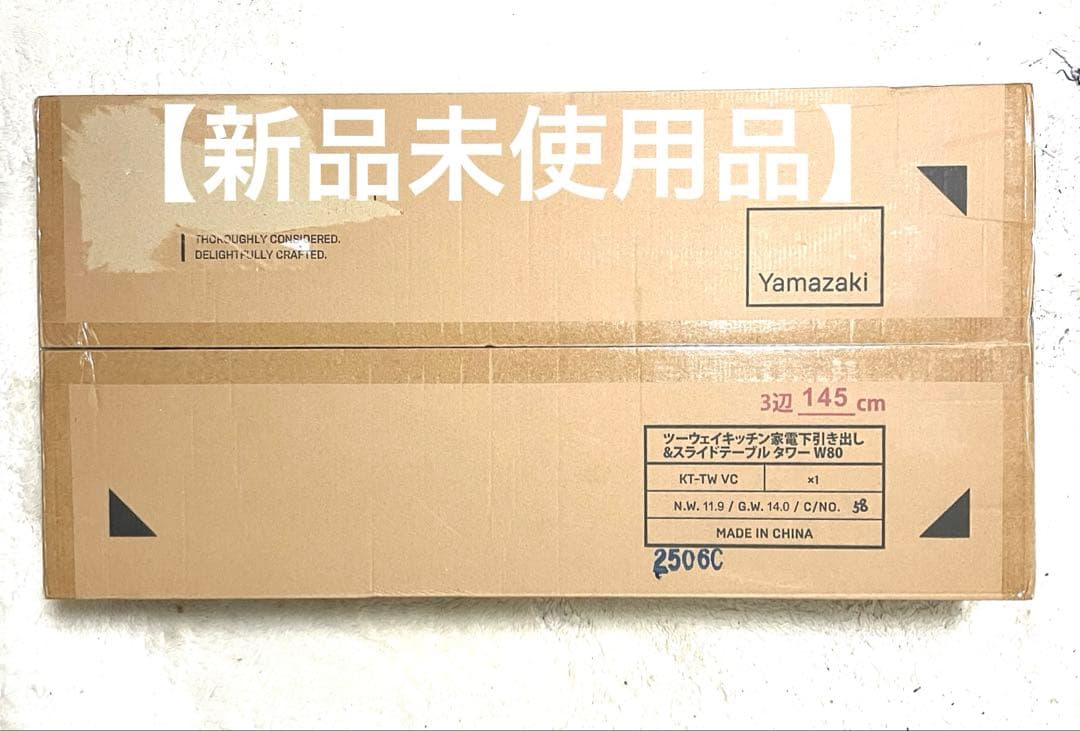 【新品未使用品】
THOROUGHLY CONSIDERED.
DELIGHTFULLY CRAFTED.
Yamazaki
3辺 145 cm
ツーウェイキッチン家電下引き出し
&スライドテーブル タワー W80
KT-TW VC ×1
N.W. 11.9 / G.W. 14.0 / C/NO. 58
MADE IN CHINA
2506C